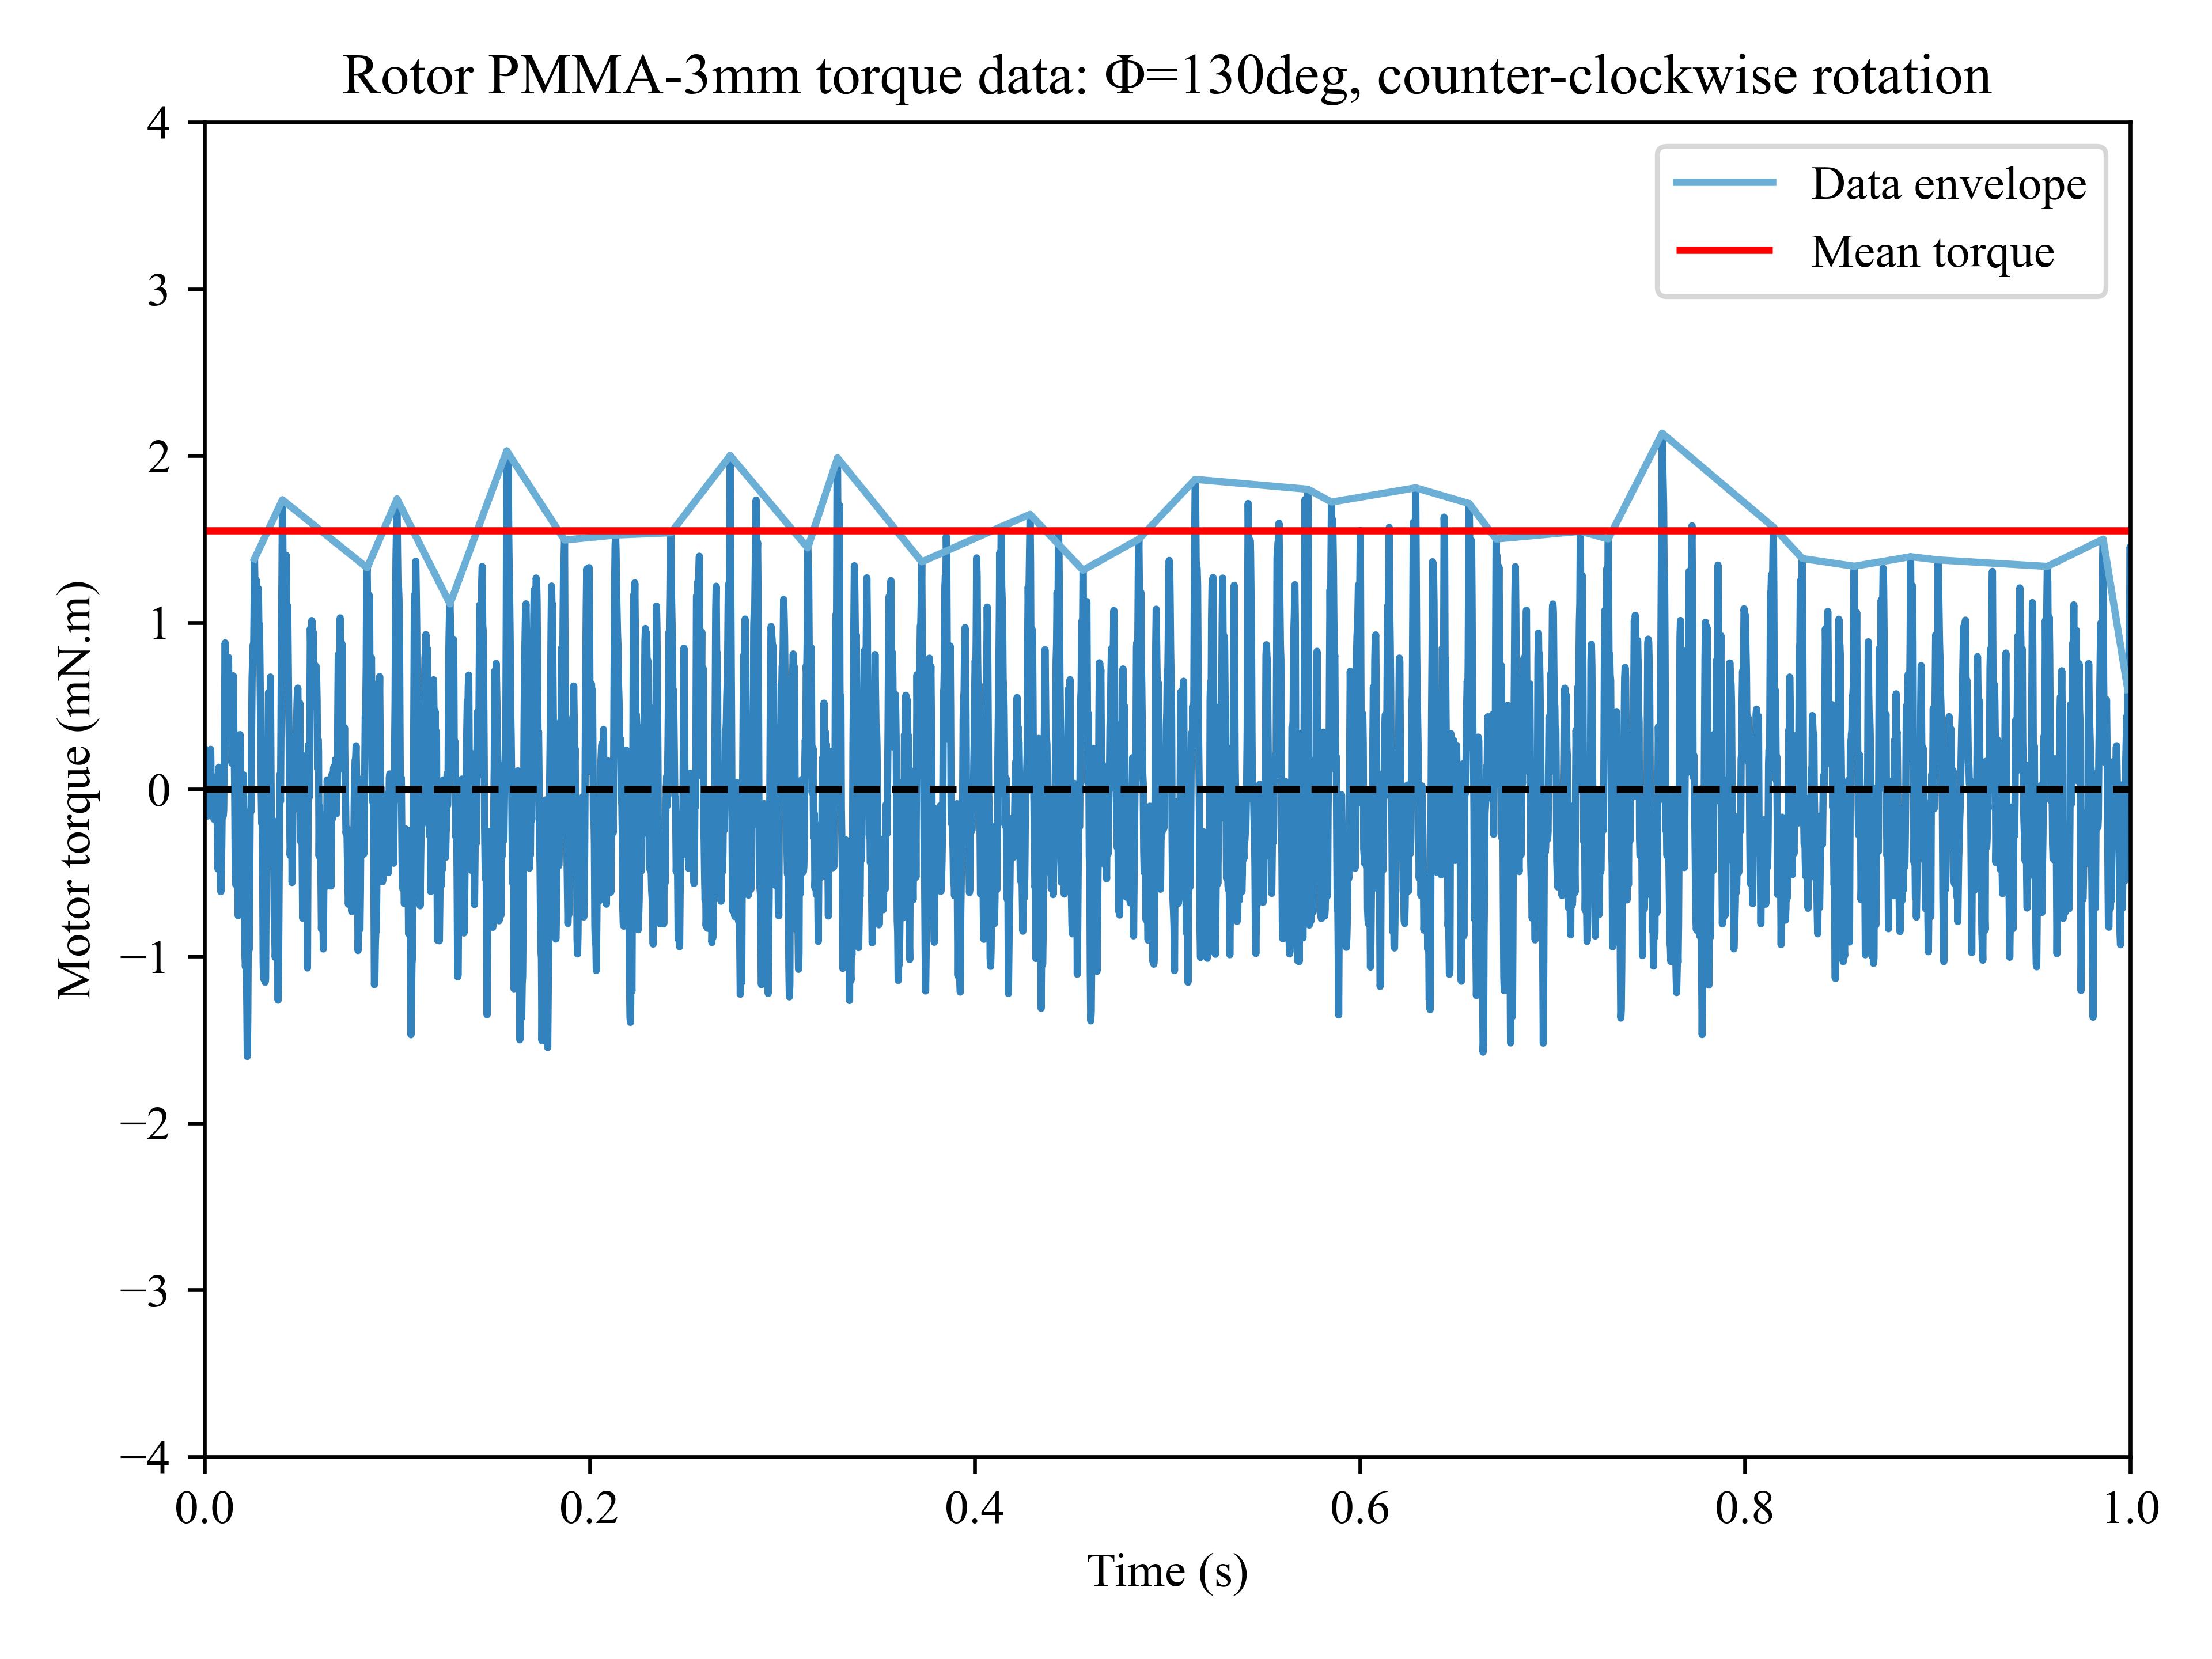 Rotor PMMA-3mm torque data: Φ=130deg, counter-clockwise rotation
Data envelope
Mean torque
Motor torque (mN.m)
4
3
2
1
0
−1
−2
−3
−4
0.0 0.2 0.4 0.6 0.8 1.0
Time (s)